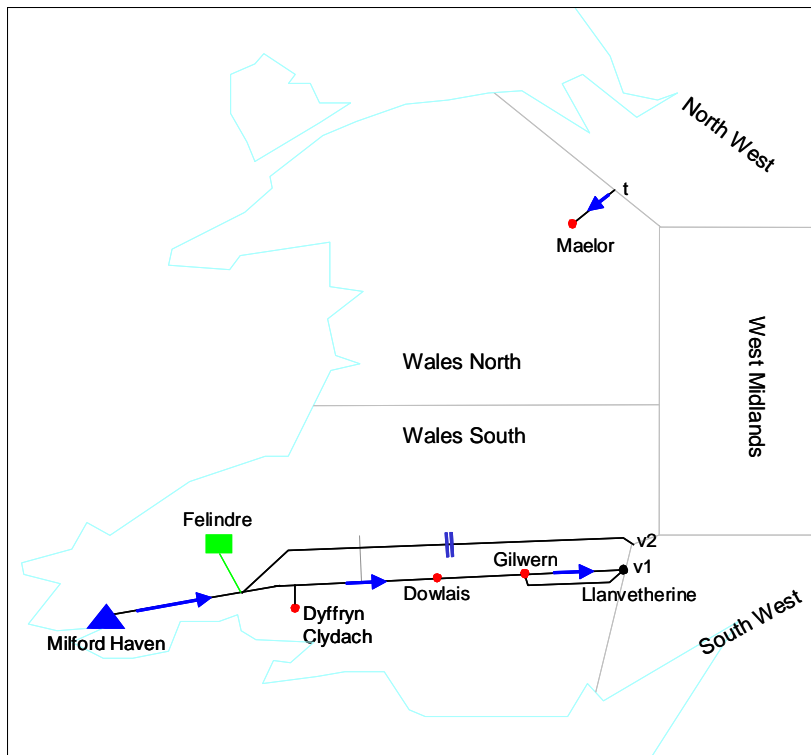 North West
t
Maelor
West Midlands
Wales North
Wales South
Felindre
v2
Gilwern
v1
Dowlais
Llanvetherine
Dyffryn
Clydach
South West
Milford Haven